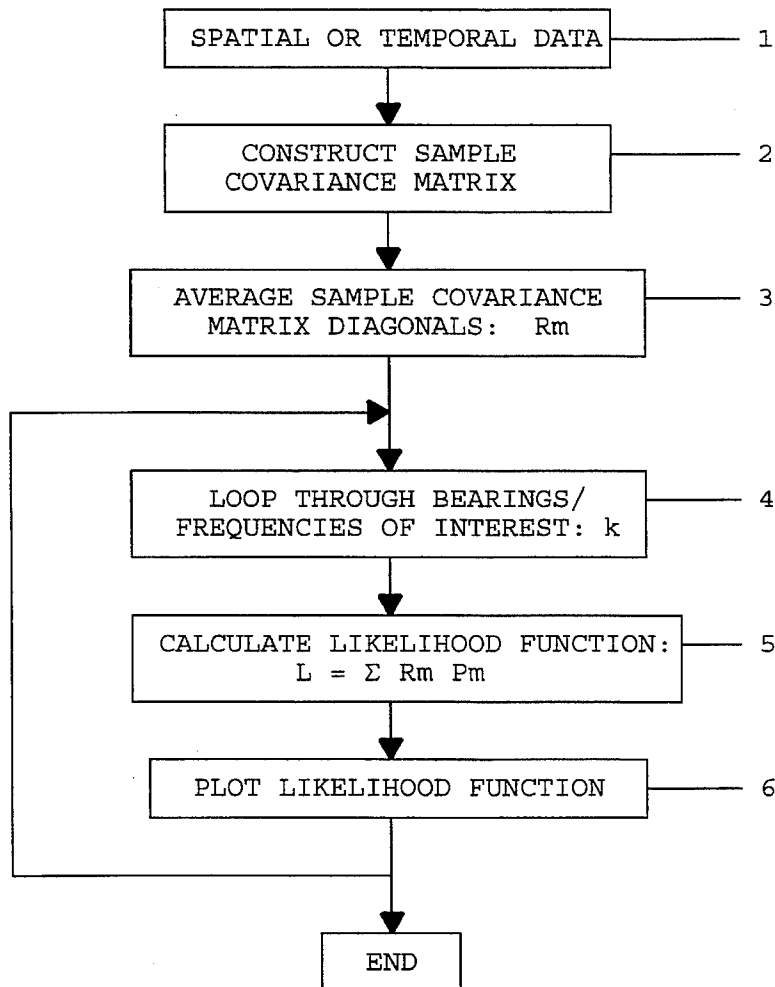 SPATIAL OR TEMPORAL DATA
1
CONSTRUCT SAMPLE
COVARIANCE MATRIX
2
AVERAGE SAMPLE COVARIANCE
MATRIX DIAGONALS: Rm
3
LOOP THROUGH BEARINGS/
FREQUENCIES OF INTEREST: k
4
CALCULATE LIKELIHOOD FUNCTION:
L = Σ Rm Pm
5
PLOT LIKELIHOOD FUNCTION
6
END